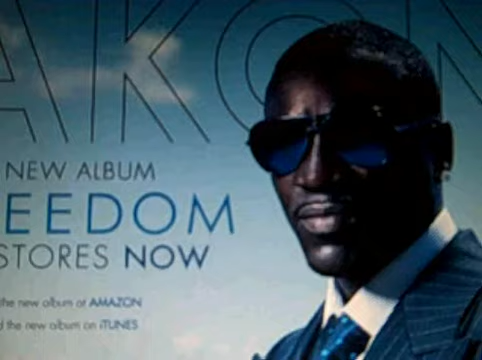 AKON
NEW ALBUM
EEDOM
STORES NOW
the new album at AMAZON
d the new album on iTUNES